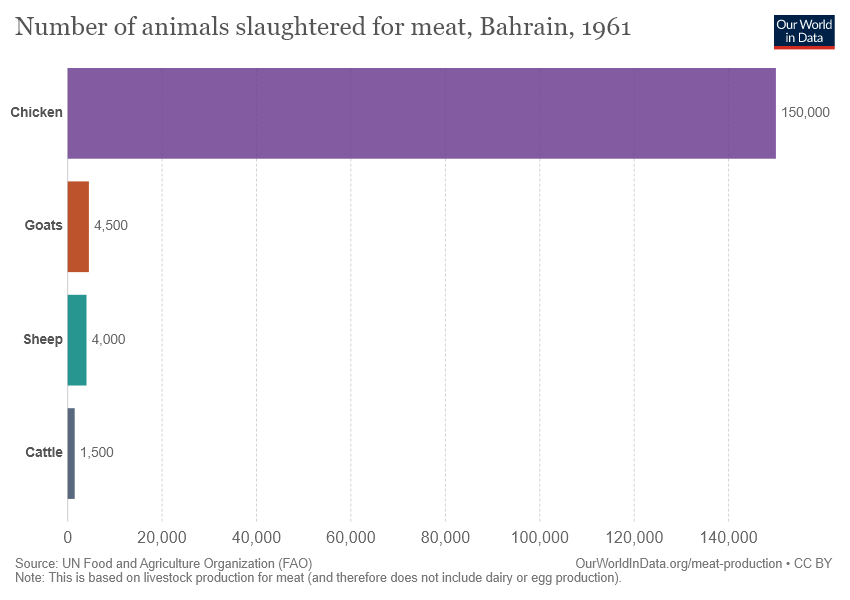 Number of animals slaughtered for meat, Bahrain, 1961
Our World
in Data
Chicken
150,000
Goats
4,500
Sheep
4,000
Cattle
1,500
0
20,000
40,000
60,000
80,000
100,000
120,000
140,000
Source: UN Food and Agriculture Organization (FAO)
OurWorldInData.org/meat-production • CC BY
Note: This is based on livestock production for meat (and therefore does not include dairy or egg production).